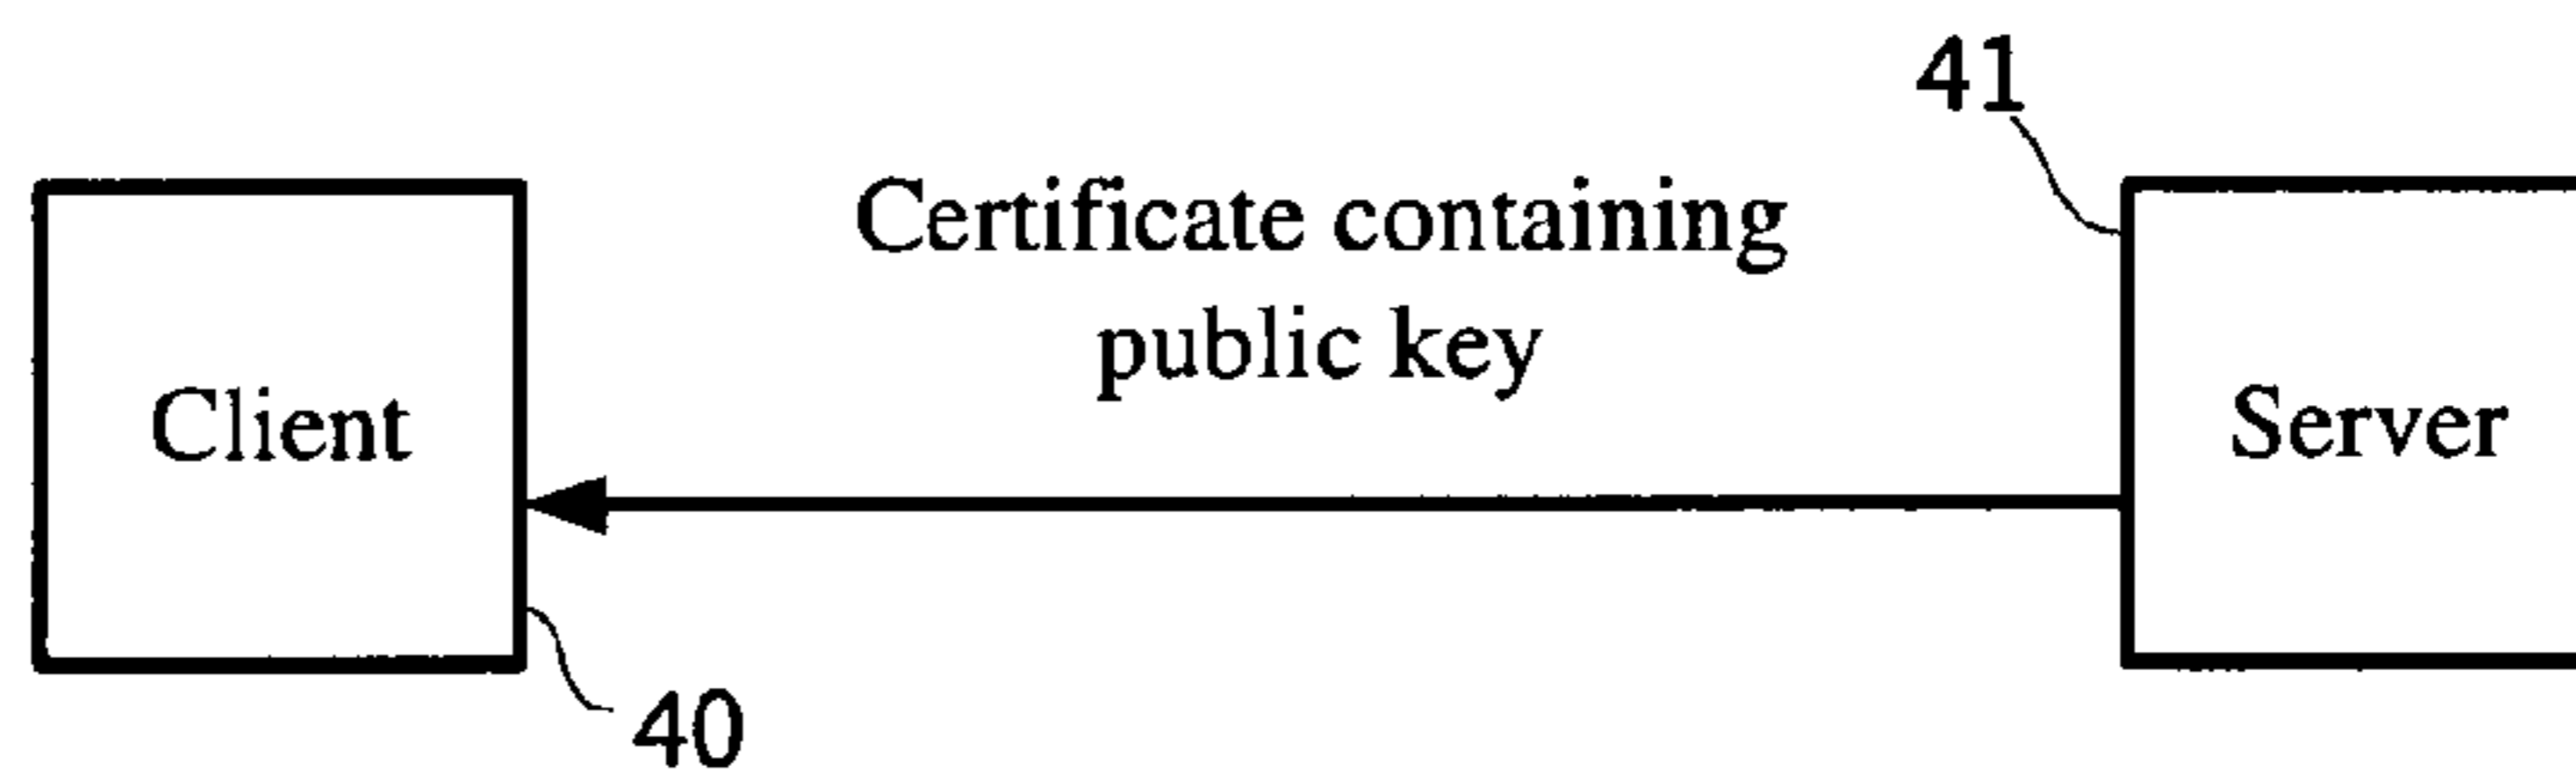 41
Certificate containing
public key
Client
Server
40